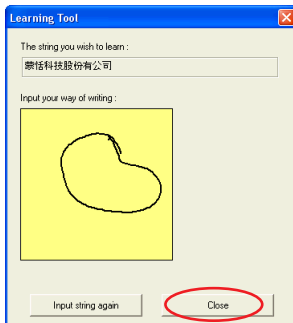 Learning Tool
The string you wish to learn :
蒙恬科技股份有公司
Input your way of writing :
Input string again
Close